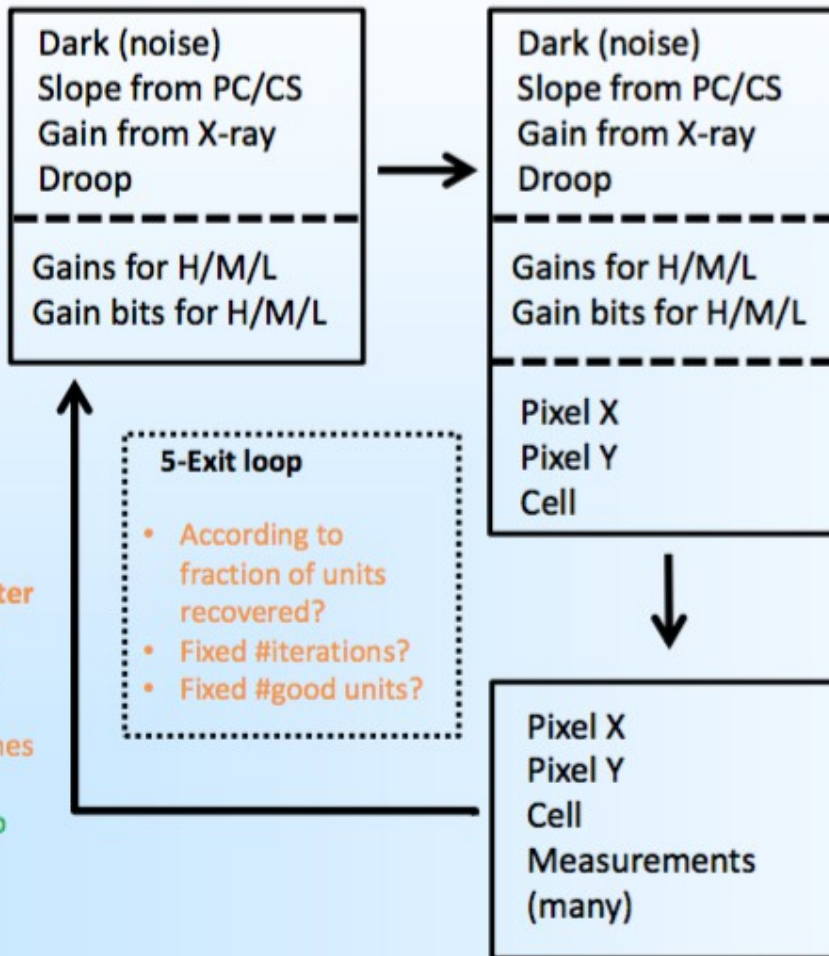 Dark (noise)
Slope from PC/CS
Gain from X-ray
Droop
Gains for H/M/L
Gain bits for H/M/L
Dark (noise)
Slope from PC/CS
Gain from X-ray
Droop
Gains for H/M/L
Gain bits for H/M/L
Pixel X
Pixel Y
Cell
5-Exit loop
• According to
fraction of units
recovered?
• Fixed #iterations?
• Fixed #good units?
Pixel X
Pixel Y
Cell
Measurements
(many)